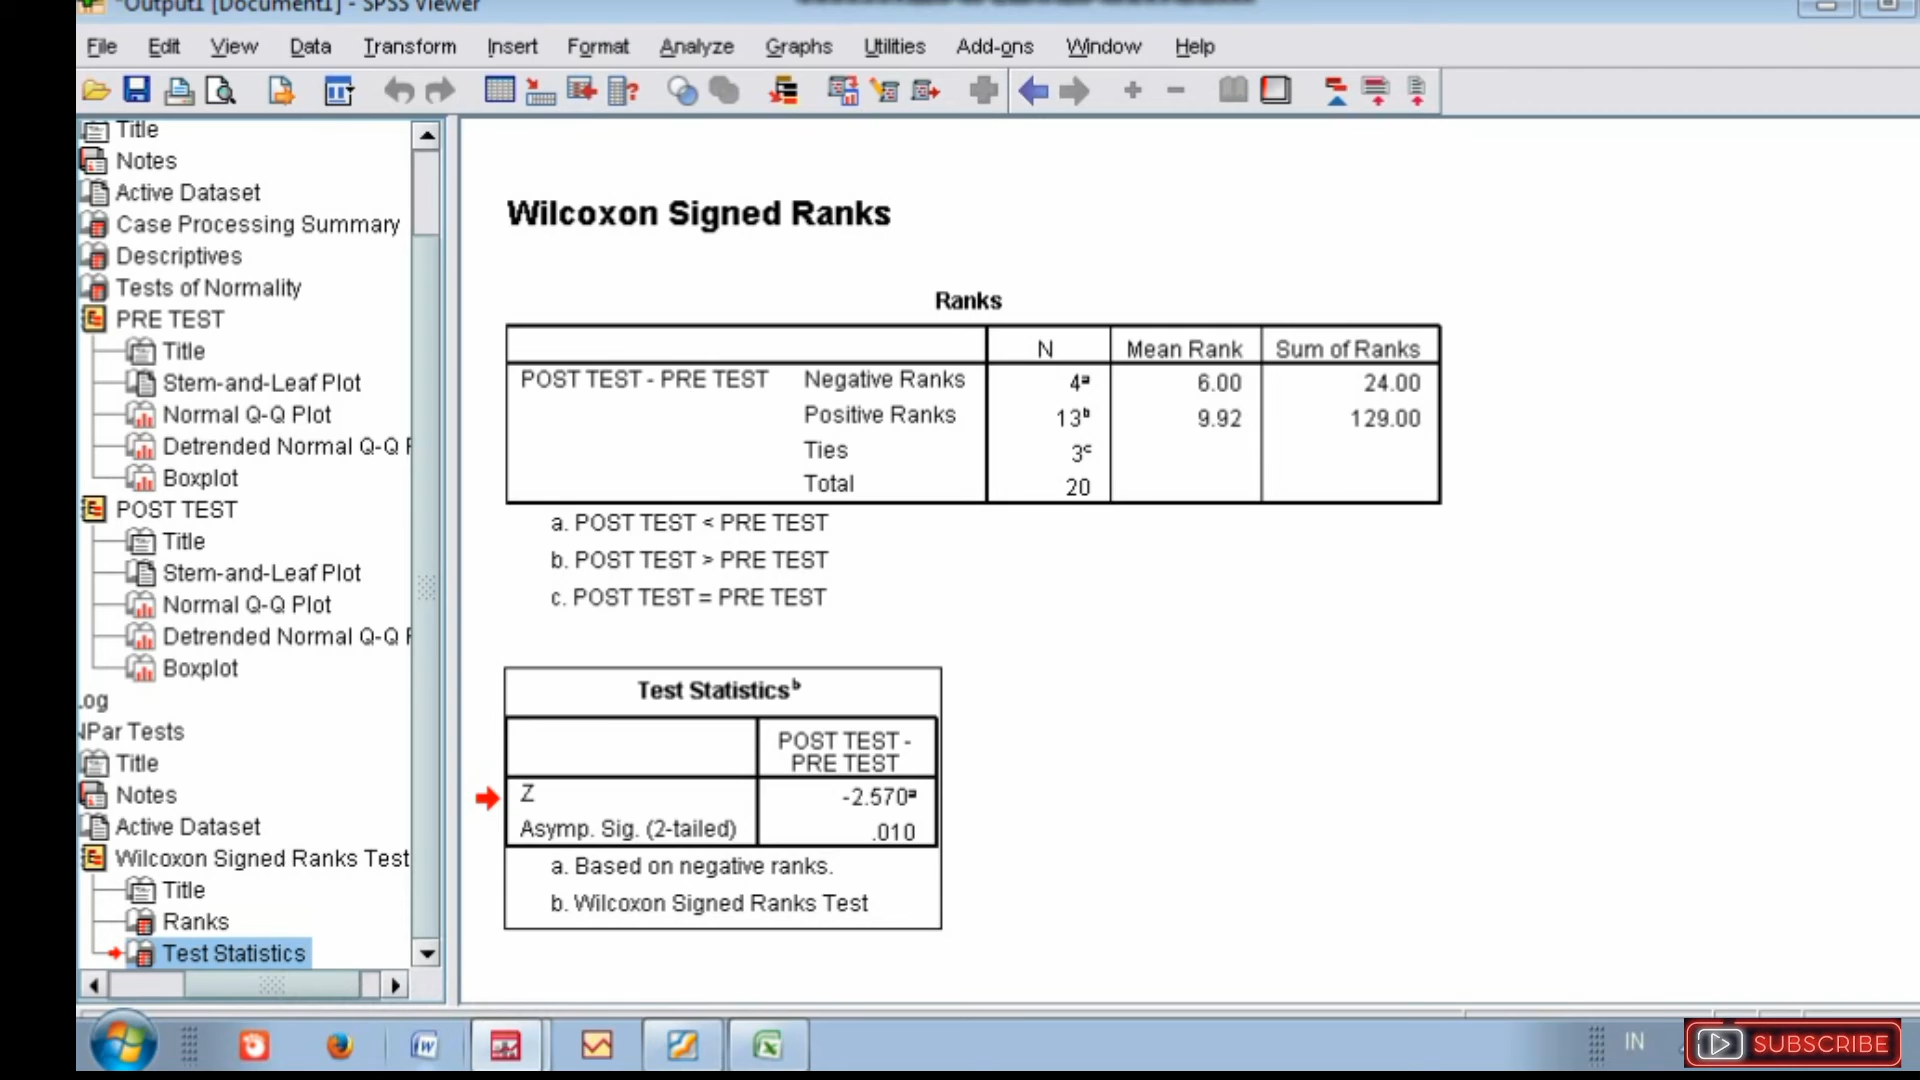 *Output1 [Document1] - SPSS Viewer
File Edit View Data Transform Insert Format Analyze Graphs Utilities Add-ons Window Help
Title
Notes
Active Dataset
Case Processing Summary
Descriptives
Tests of Normality
PRE TEST
Title
Stem-and-Leaf Plot
Normal Q-Q Plot
Detrended Normal Q-Q
Boxplot
POST TEST
Title
Stem-and-Leaf Plot
Normal Q-Q Plot
Detrended Normal Q-Q
Boxplot
Log
NPar Tests
Title
Notes
Active Dataset
Wilcoxon Signed Ranks Test
Title
Ranks
Test Statistics
Wilcoxon Signed Ranks
Ranks
N Mean Rank Sum of Ranks
POST TEST - PRE TEST Negative Ranks 4ᵃ 6.00 24.00
Positive Ranks 13ᵇ 9.92 129.00
Ties 3ᶜ
Total 20
a. POST TEST < PRE TEST
b. POST TEST > PRE TEST
c. POST TEST = PRE TEST
Test Statisticsᵇ
POST TEST -
PRE TEST
Z -2.570ᵃ
Asymp. Sig. (2-tailed) .010
a. Based on negative ranks.
b. Wilcoxon Signed Ranks Test
IN
SUBSCRIBE